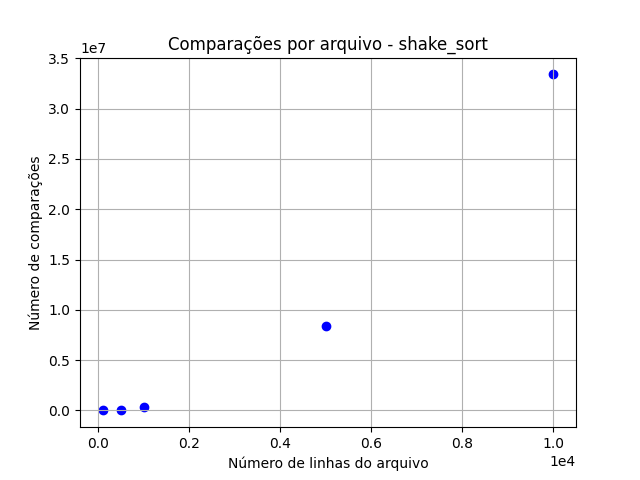 Comparações por arquivo - shake_sort
1e7
3.5
3.0
2.5
2.0
1.5
1.0
0.5
0.0
Número de comparações
0.0 0.2 0.4 0.6 0.8 1.0
1e4
Número de linhas do arquivo